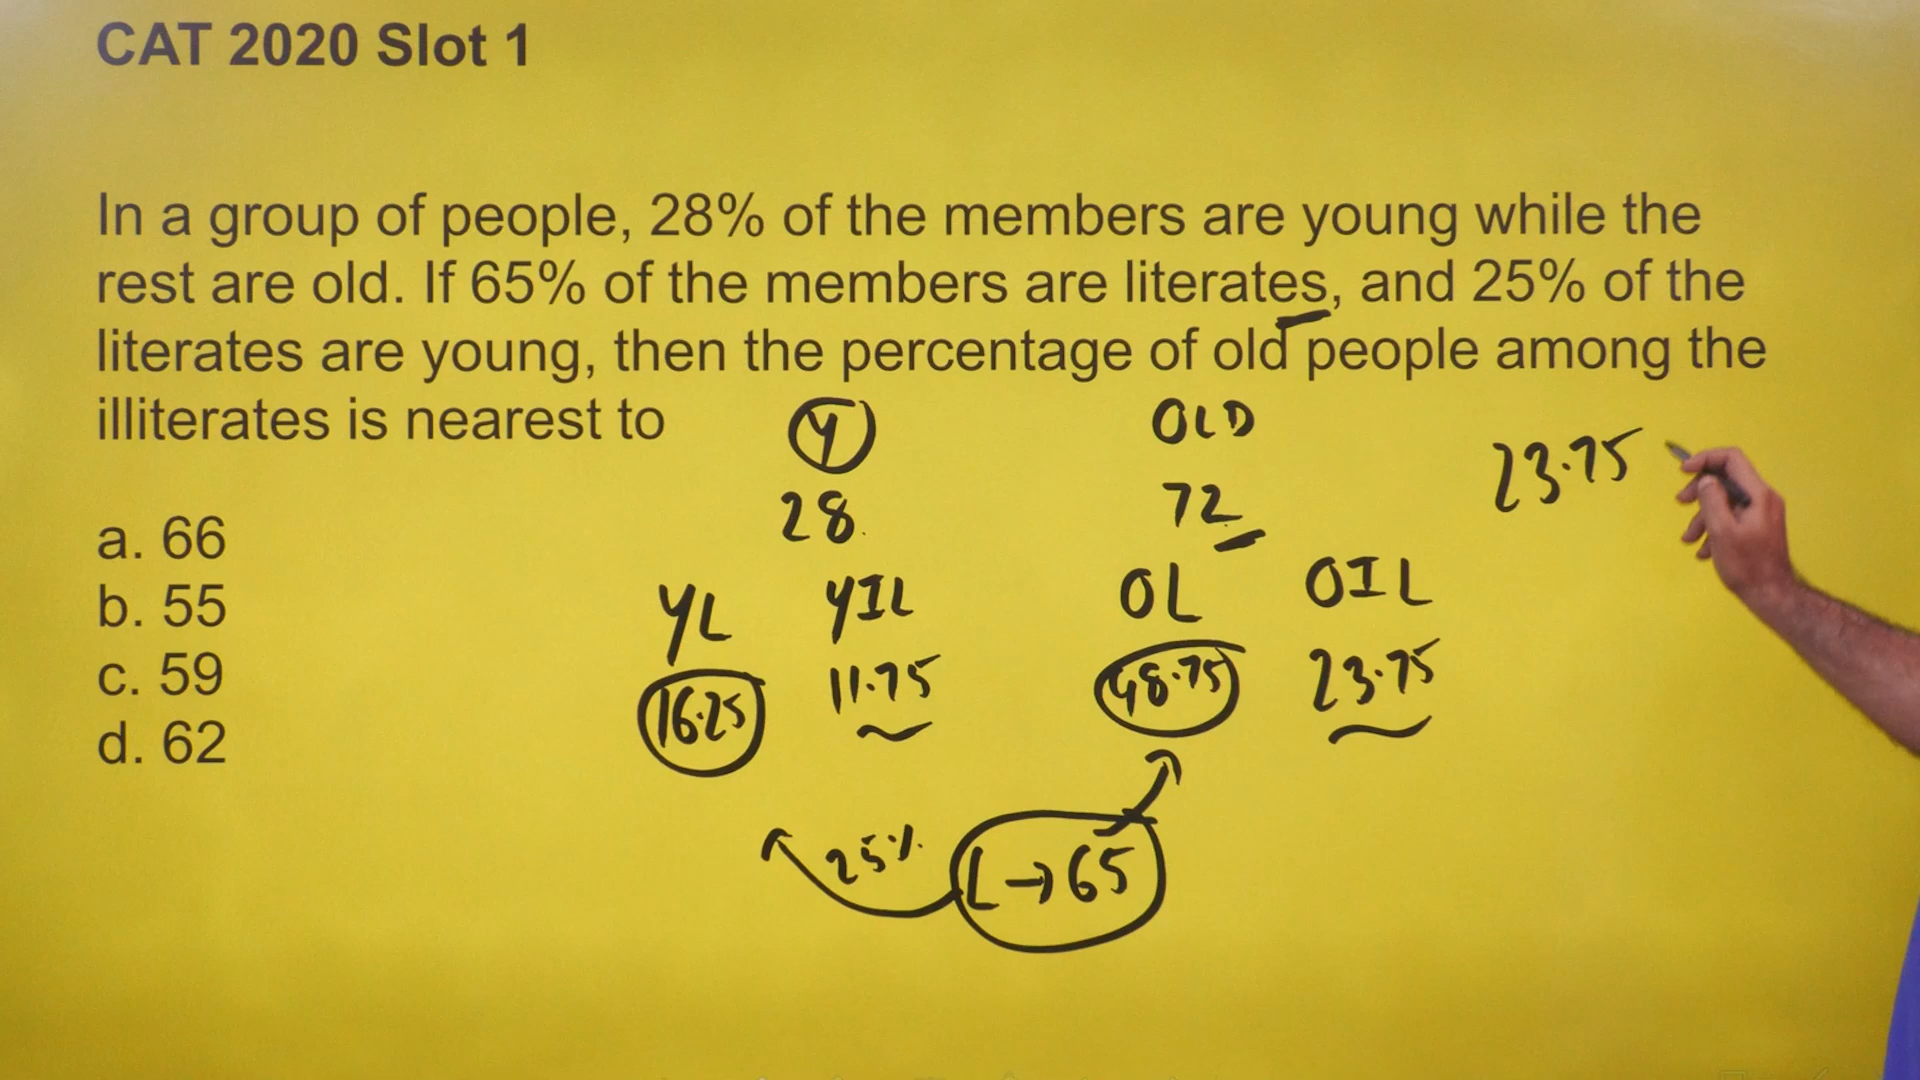 CAT 2020 Slot 1
In a group of people, 28% of the members are young while the
rest are old. If 65% of the members are literates, and 25% of the
literates are young, then the percentage of old people among the
illiterates is nearest to
a. 66
b. 55
c. 59
d. 62
Y OLD
28 72 23.75
YL YIL OL OIL
16.25 11.75 48.75 23.75
25% L→65